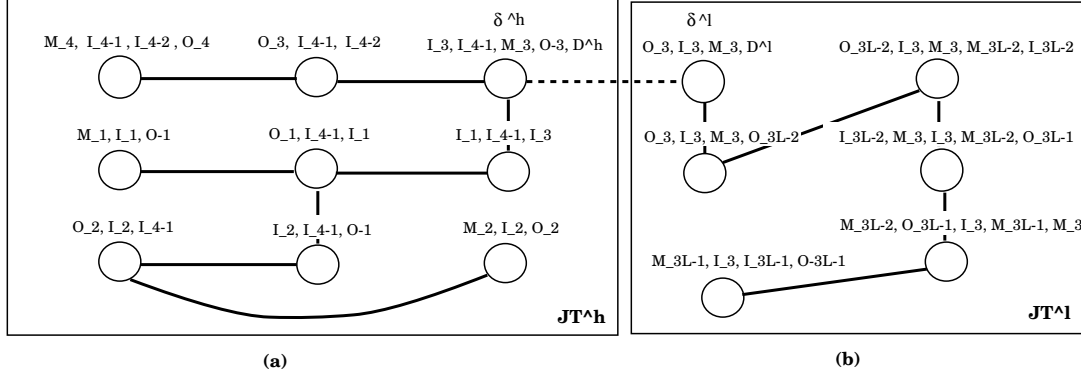 δ ^h
δ ^l
M_4, I_4-1 , I_4-2 , O_4
O_3, I_4-1, I_4-2
I_3, I_4-1, M_3, O-3, D^h
O_3, I_3, M_3, D^l
O_3L-2, I_3, M_3, M_3L-2, I_3L-2
M_1, I_1, O-1
O_1, I_4-1, I_1
I_1, I_4-1, I_3
O_3, I_3, M_3, O_3L-2
I_3L-2, M_3, I_3, M_3L-2, O_3L-1
O_2, I_2, I_4-1
I_2, I_4-1, O-1
M_2, I_2, O_2
M_3L-2, O_3L-1, I_3, M_3L-1, M_3
M_3L-1, I_3, I_3L-1, O-3L-1
JT^h
JT^l
(a)
(b)